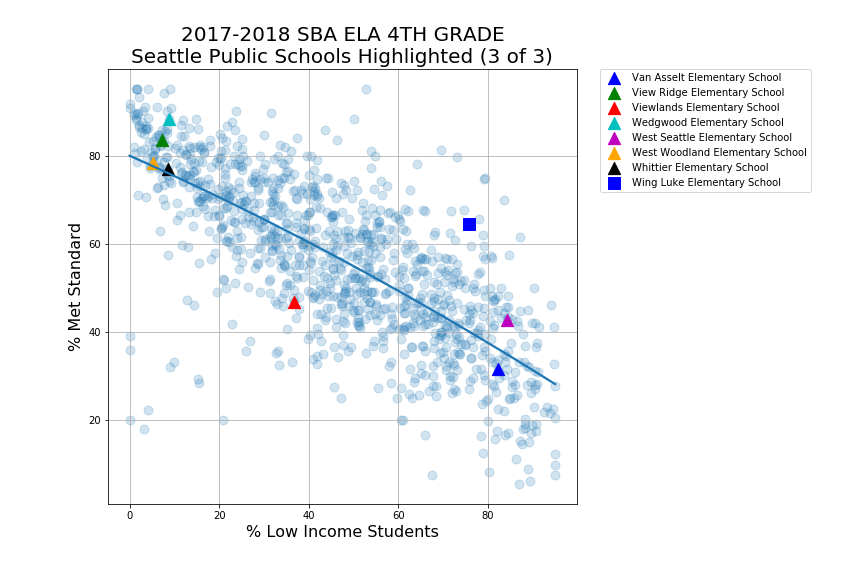 2017-2018 SBA ELA 4TH GRADE
Seattle Public Schools Highlighted (3 of 3)
Van Asselt Elementary School
View Ridge Elementary School
Viewlands Elementary School
Wedgwood Elementary School
West Seattle Elementary School
West Woodland Elementary School
Whittier Elementary School
Wing Luke Elementary School
% Met Standard
80
60
40
20
0 20 40 60 80
% Low Income Students